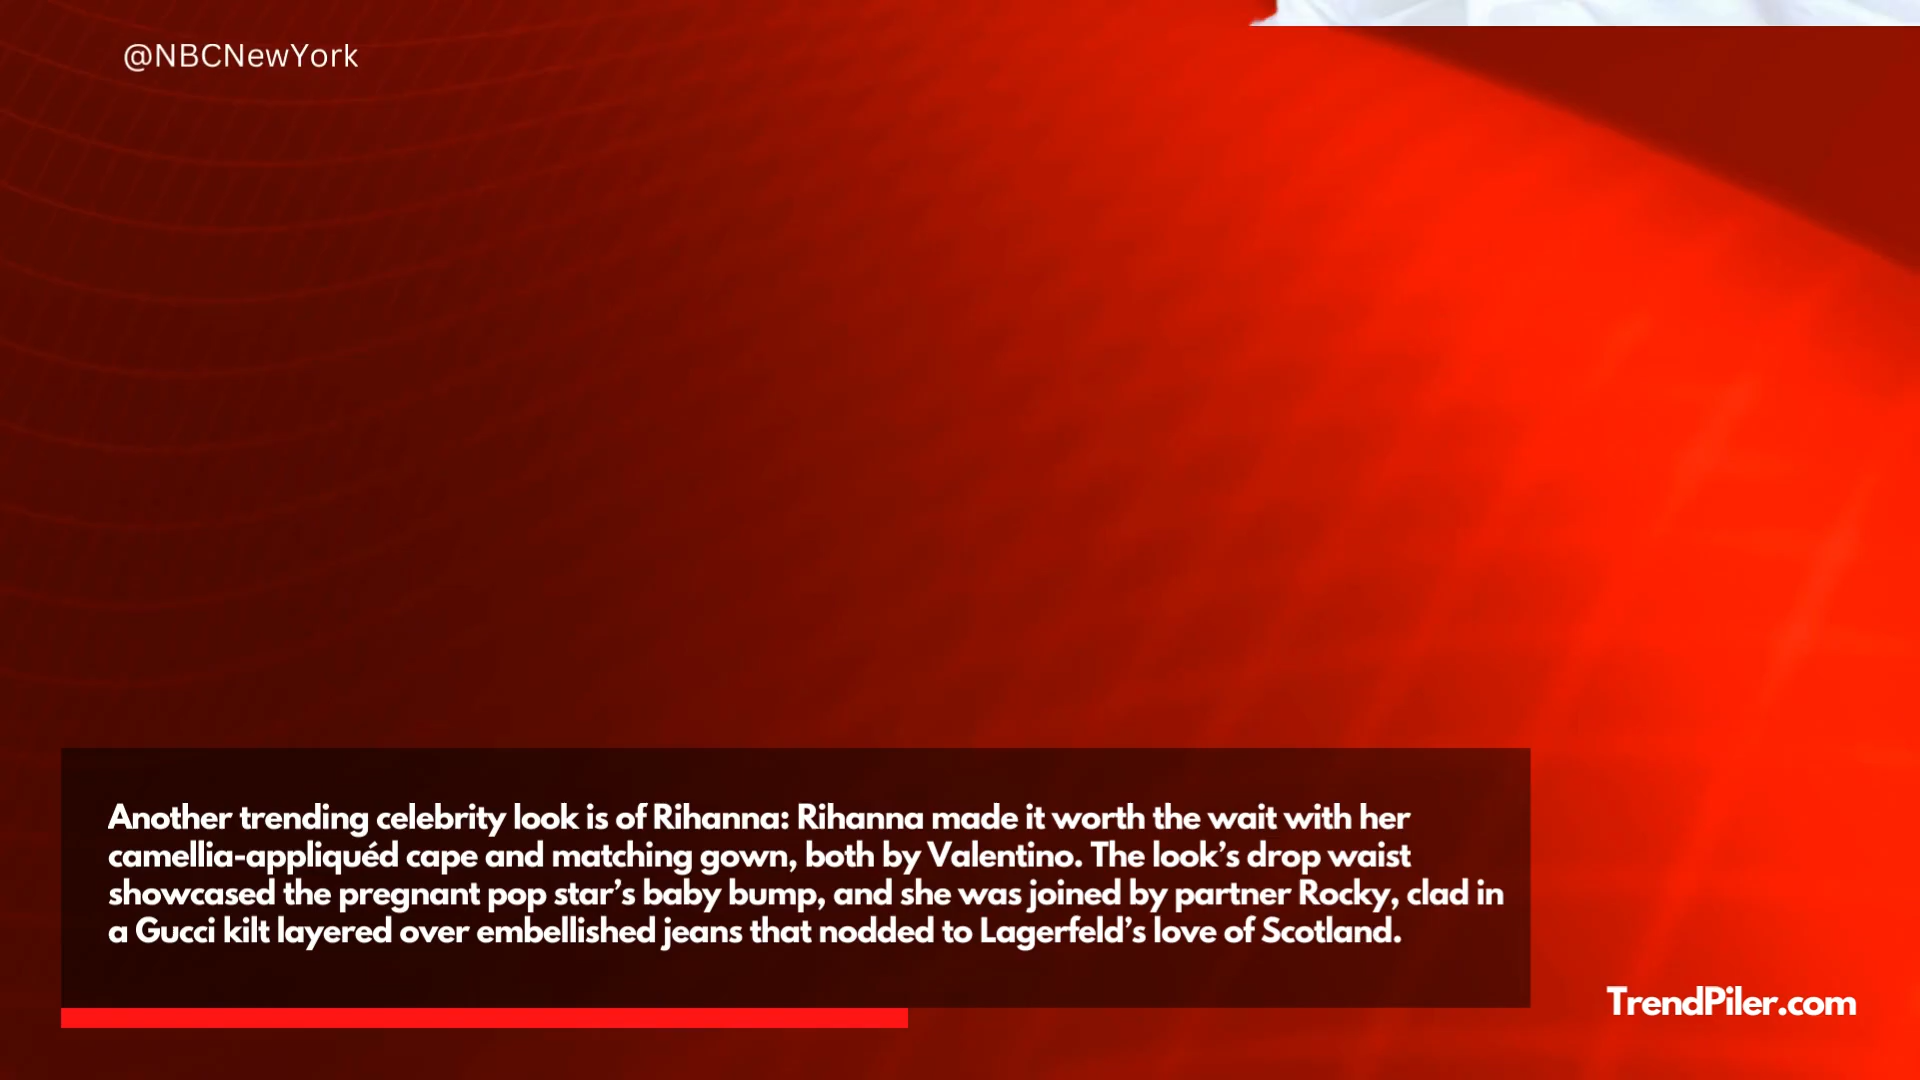 @NBCNewYork
Another trending celebrity look is of Rihanna: Rihanna made it worth the wait with her
camellia-appliquéd cape and matching gown, both by Valentino. The look’s drop waist
showcased the pregnant pop star’s baby bump, and she was joined by partner Rocky, clad in
a Gucci kilt layered over embellished jeans that nodded to Lagerfeld’s love of Scotland.
TrendPiler.com